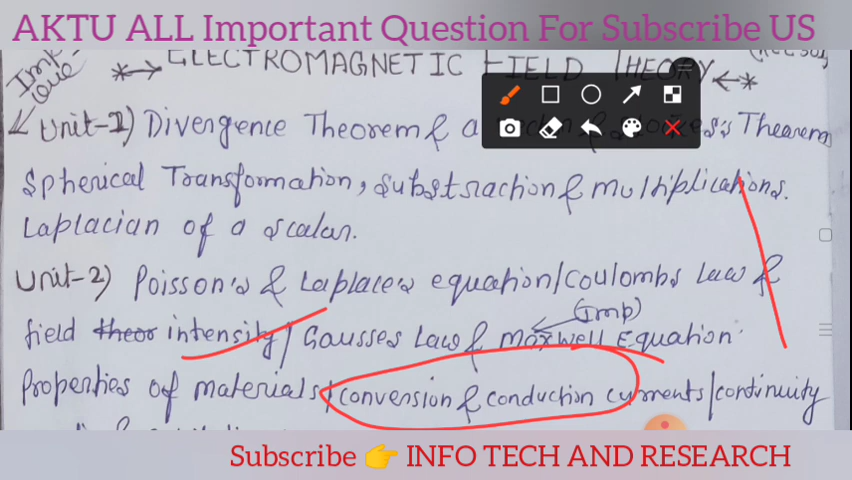 AKTU ALL Important Question For Subscribe US
Imp Que
ELECTROMAGNETIC FIELD THEORY
Unit-1) Divergence Theorem & a Theorem
Spherical Transformation, Substraction & multiplications.
Laplacian of a scalar.
Unit-2) Poisson's & Laplace's equation/Coulombs Law &
(Imp)
field theor intensity/ Gausses Law & Maxwell Equation
Properties of materials/conversion & conduction currents/continuity
Subscribe 👉 INFO TECH AND RESEARCH